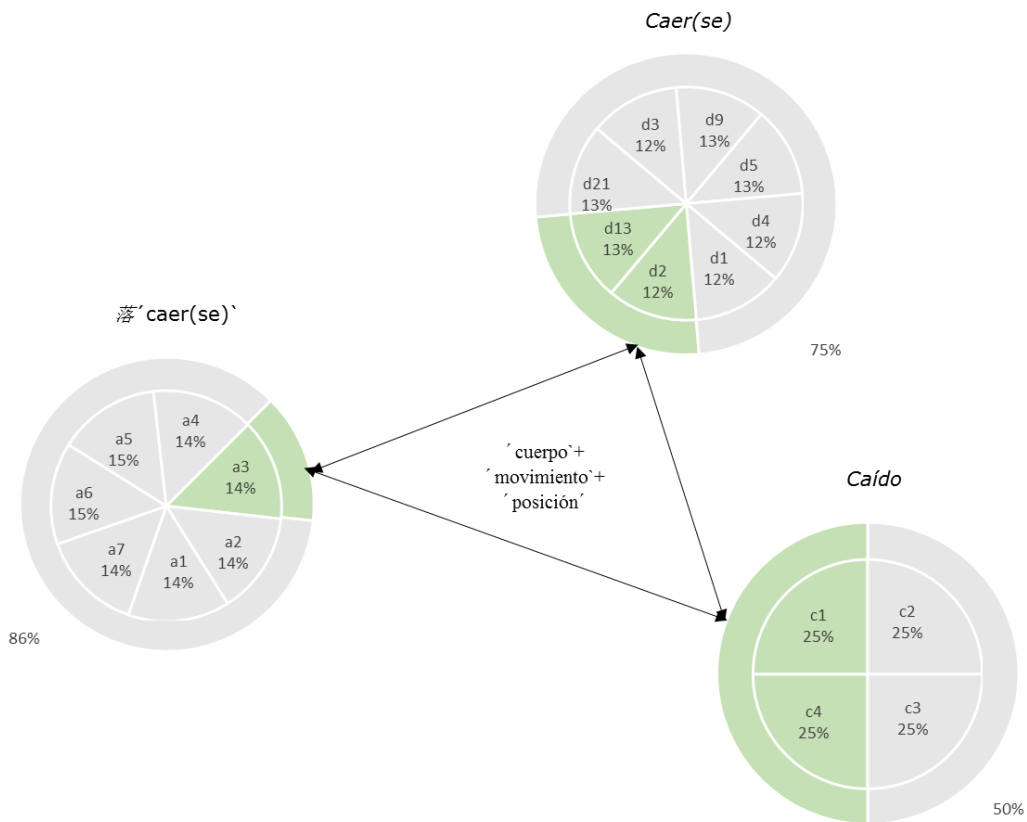 Caer(se)
d3
12%
d9
13%
d5
13%
d21
13%
d4
12%
d13
13%
d1
12%
d2
12%
75%
落´caer(se)`
a4
14%
a5
15%
a3
14%
a6
15%
a2
14%
a7
14%
a1
14%
86%
´cuerpo`+
´movimiento`+
´posición´
Caído
c1
25%
c2
25%
c4
25%
c3
25%
50%